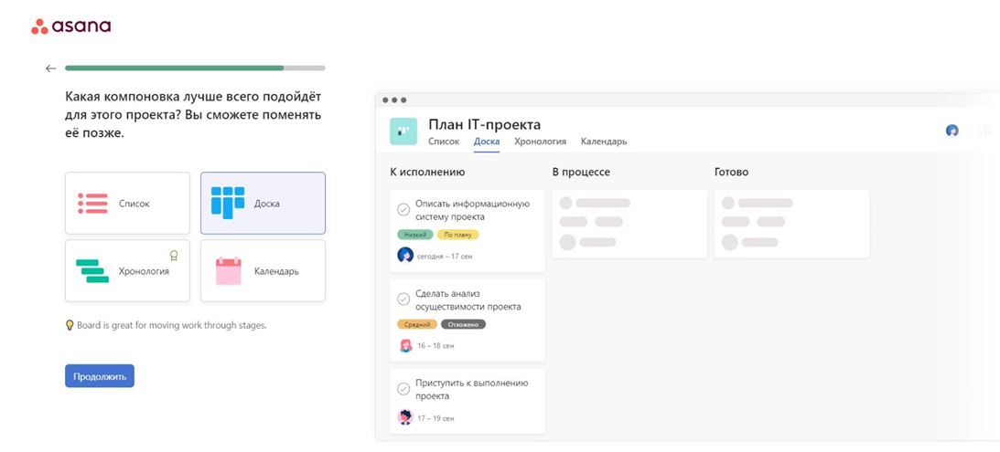 asana
Какая компоновка лучше всего подойдёт
для этого проекта? Вы сможете поменять
её позже.
Список
Доска
Хронология
Календарь
Board is great for moving work through stages.
Продолжить
План IT-проекта
Список Доска Хронология Календарь
К исполнению
Описать информационную
систему проекта
Низкий По плану
сегодня – 17 сен
Сделать анализ
осуществимости проекта
Средний Отложено
16 – 18 сен
Приступить к выполнению
проекта
17 – 19 сен
В процессе
Готово